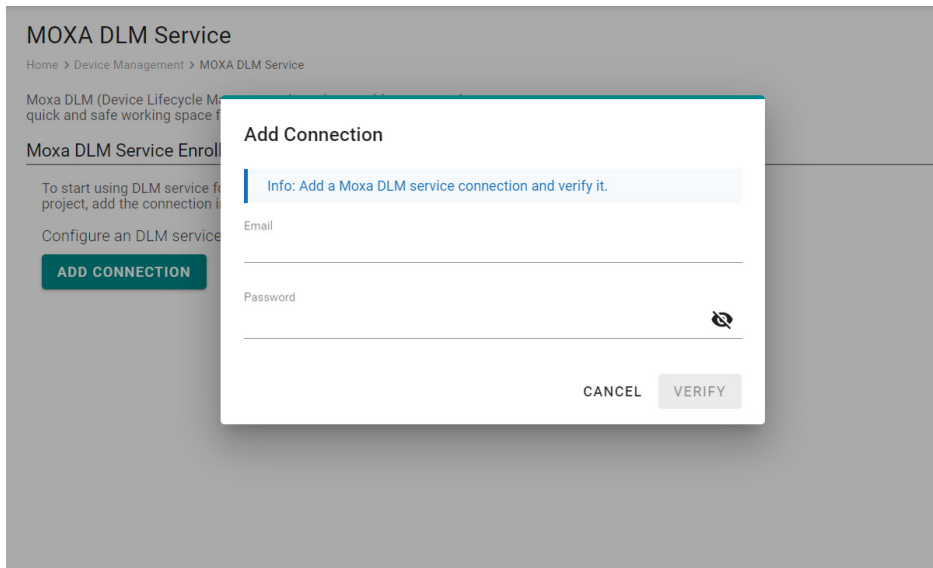 MOXA DLM Service
Home > Device Management > MOXA DLM Service
Moxa DLM (Device Lifecycle
quick and safe working space
Moxa DLM Service
To start using DLM service
project, add the connection
Configure an DLM service
ADD CONNECTION
Add Connection
Info: Add a Moxa DLM service connection and verify it.
Email
Password
CANCEL
VERIFY